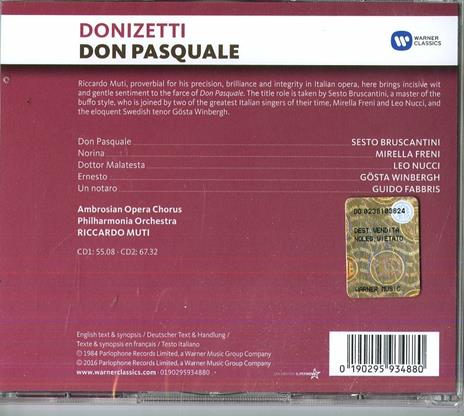 DONIZETTI
DON PASQUALE
WARNER
CLASSICS
Riccardo Muti, proverbial for his precision, brilliance and integrity in Italian opera, here brings incisive wit
and gentle sentiment to the farce of Don Pasquale. The title role is taken by Sesto Bruscantini, a master of the
buffo style, who is joined by two of the greatest Italian singers of their time, Mirella Freni and Leo Nucci, and
the eloquent Swedish tenor Gösta Winbergh.
Don Pasquale SESTO BRUSCANTINI
Norina MIRELLA FRENI
Dottor Malatesta LEO NUCCI
Ernesto GÖSTA WINBERGH
Un notaro GUIDO FABBRIS
Ambrosian Opera Chorus
Philharmonia Orchestra
RICCARDO MUTI
CD1: 55.08 · CD2: 67.32
DO 0238103824
DEST. VENDITA
NOLEG. VIETATO
WARNER MUSIC
English text & synopsis / Deutscher Text & Handlung /
Texte & synopsis en français / Testo Italiano
℗ 1984 Parlophone Records Limited, a Warner Music Group Company
© 2016 Parlophone Records Limited, a Warner Music Group Company
www.warnerclassics.com 0190295934880
0 190295 934880